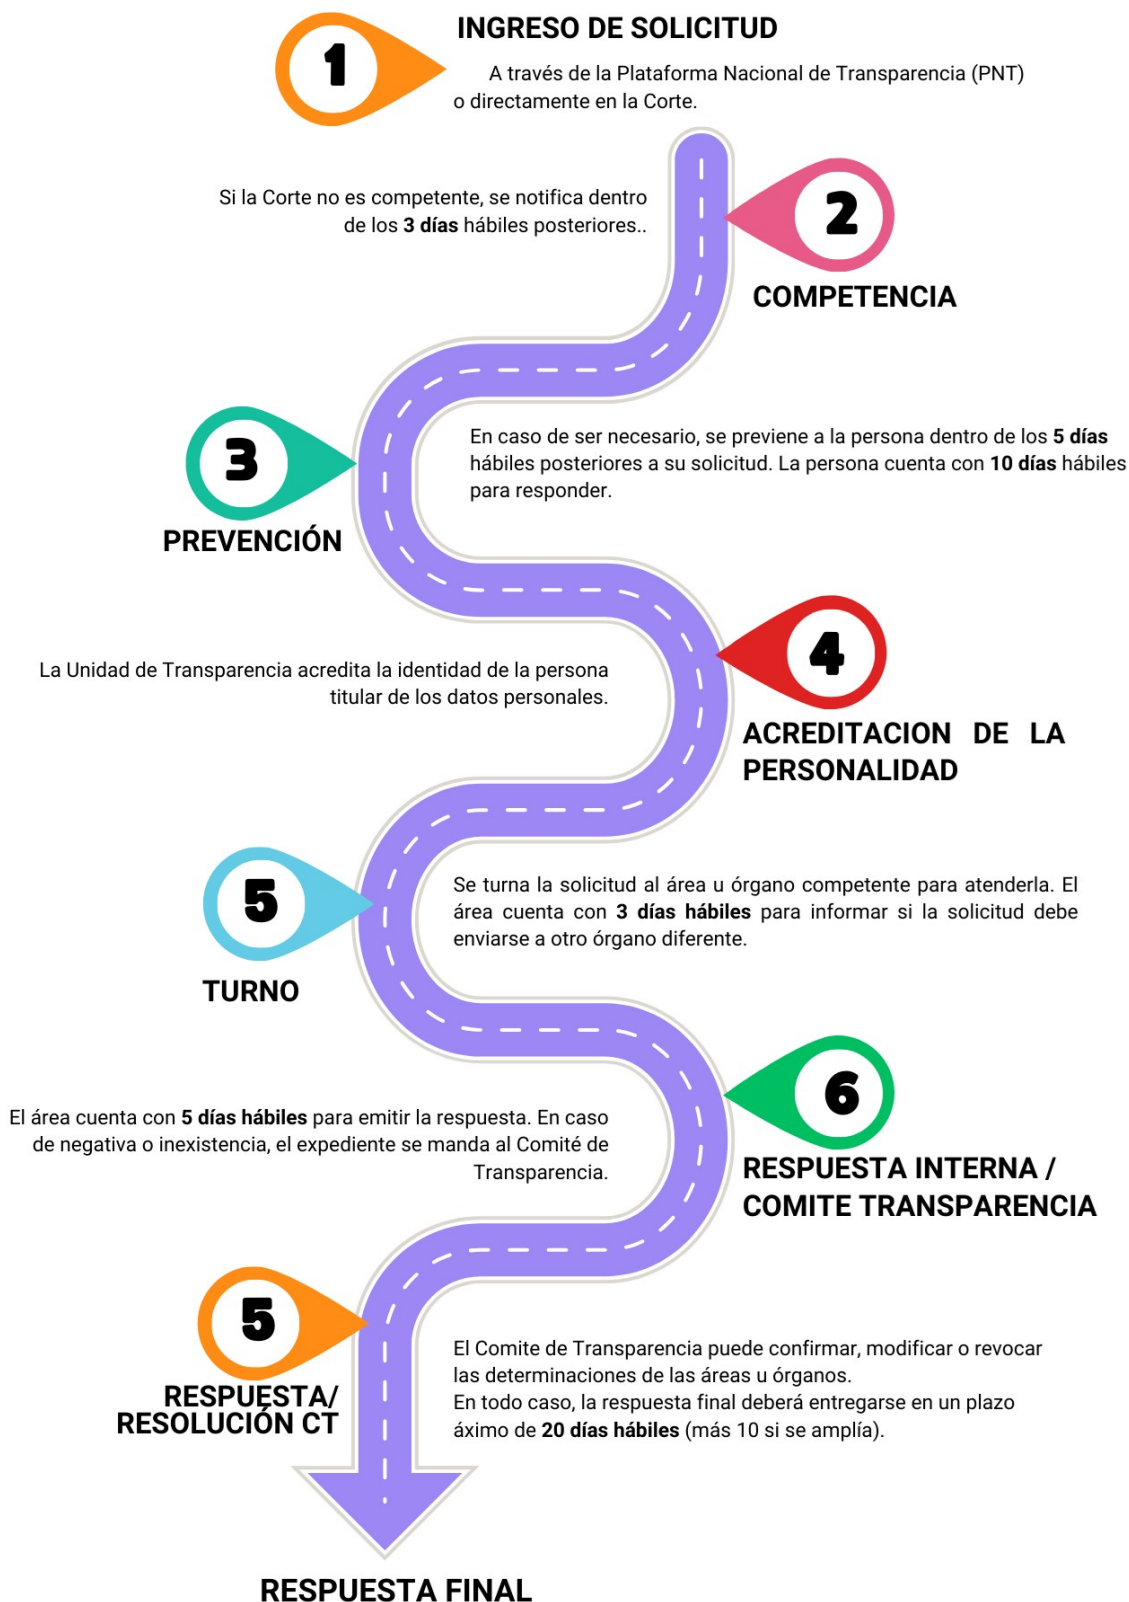 1
INGRESO DE SOLICITUD
A través de la Plataforma Nacional de Transparencia (PNT)
o directamente en la Corte.
Si la Corte no es competente, se notifica dentro
de los 3 días hábiles posteriores..
2
COMPETENCIA
3
PREVENCIÓN
En caso de ser necesario, se previene a la persona dentro de los 5 días
hábiles posteriores a su solicitud. La persona cuenta con 10 días hábiles
para responder.
La Unidad de Transparencia acredita la identidad de la persona
titular de los datos personales.
4
ACREDITACION DE LA
PERSONALIDAD
5
TURNO
Se turna la solicitud al área u órgano competente para atenderla. El
área cuenta con 3 días hábiles para informar si la solicitud debe
enviarse a otro órgano diferente.
El área cuenta con 5 días hábiles para emitir la respuesta. En caso
de negativa o inexistencia, el expediente se manda al Comité de
Transparencia.
6
RESPUESTA INTERNA /
COMITE TRANSPARENCIA
5
RESPUESTA/
RESOLUCIÓN CT
El Comite de Transparencia puede confirmar, modificar o revocar
las determinaciones de las áreas u órganos.
En todo caso, la respuesta final deberá entregarse en un plazo
áximo de 20 días hábiles (más 10 si se amplía).
RESPUESTA FINAL